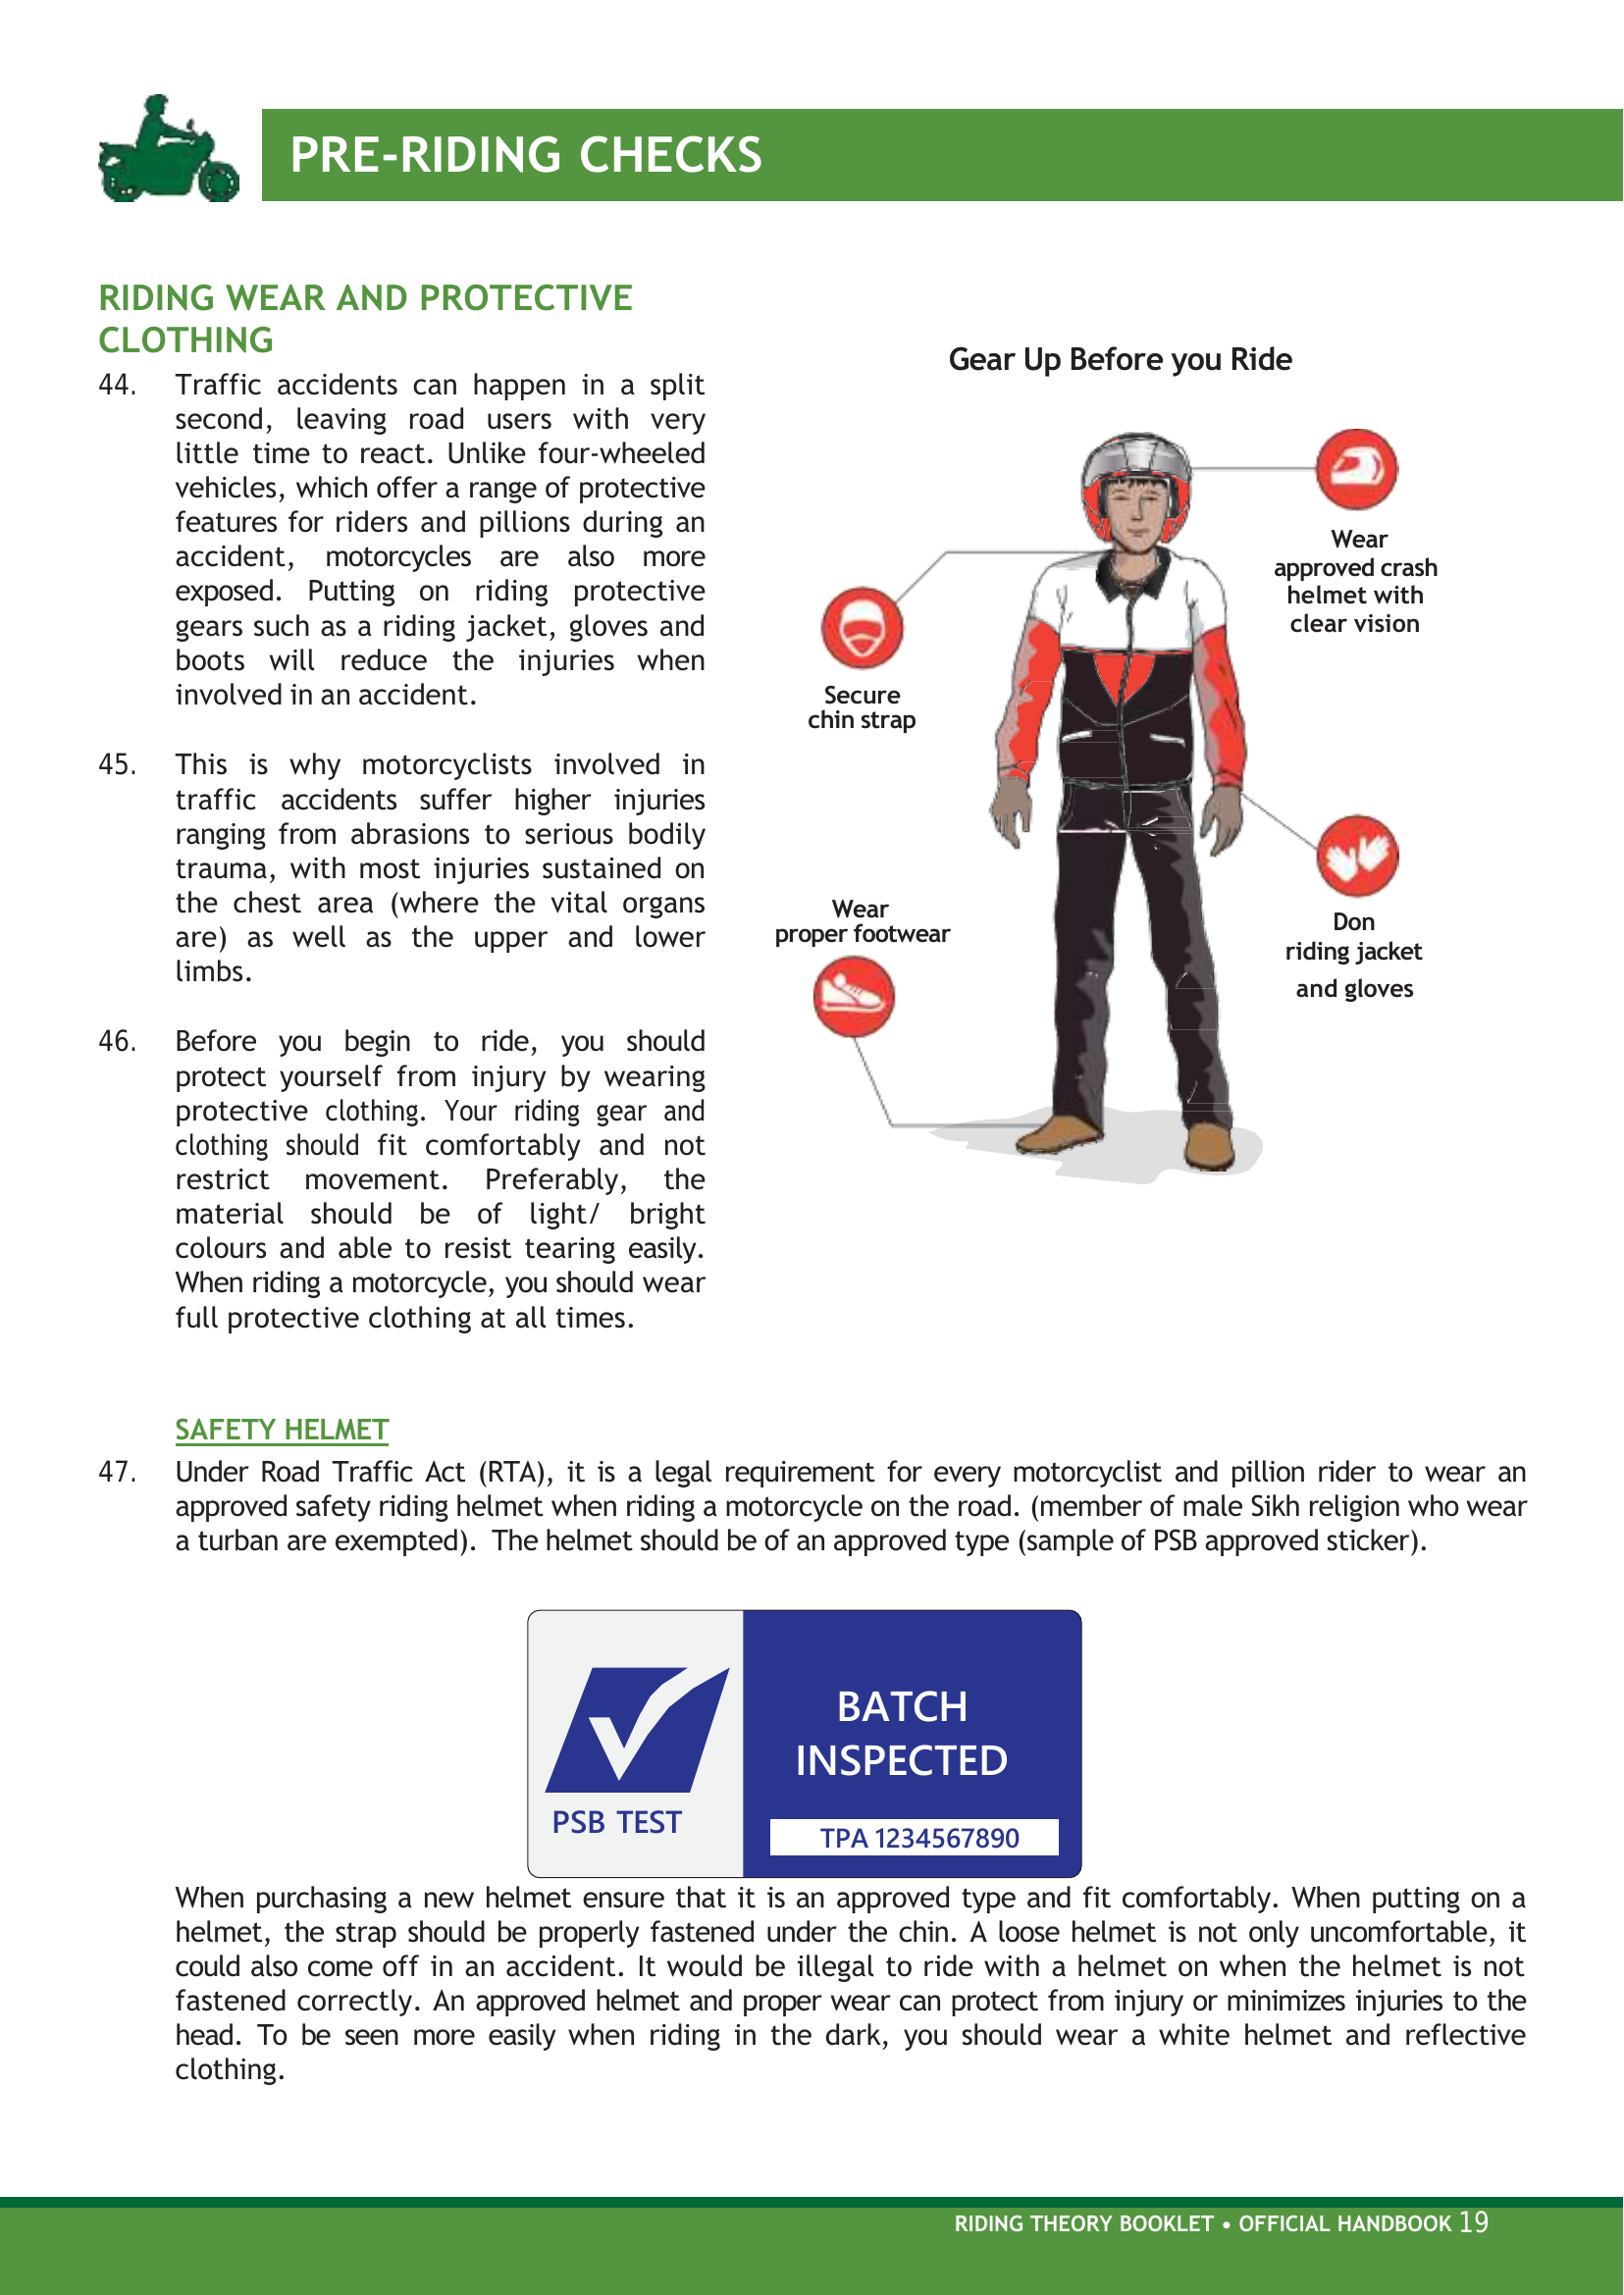 PRE-RIDING CHECKS
RIDING WEAR AND PROTECTIVE
CLOTHING
44. Traffic accidents can happen in a split
second, leaving road users with very
little time to react. Unlike four-wheeled
vehicles, which offer a range of protective
features for riders and pillions during an
accident, motorcycles are also more
exposed. Putting on riding protective
gears such as a riding jacket, gloves and
boots will reduce the injuries when
involved in an accident.
45. This is why motorcyclists involved in
traffic accidents suffer higher injuries
ranging from abrasions to serious bodily
trauma, with most injuries sustained on
the chest area (where the vital organs
are) as well as the upper and lower
limbs.
46. Before you begin to ride, you should
protect yourself from injury by wearing
protective clothing. Your riding gear and
clothing should fit comfortably and not
restrict movement. Preferably, the
material should be of light/ bright
colours and able to resist tearing easily.
When riding a motorcycle, you should wear
full protective clothing at all times.
Gear Up Before you Ride
Wear
approved crash
helmet with
clear vision
Secure
chin strap
Wear
proper footwear
Don
riding jacket
and gloves
SAFETY HELMET
47. Under Road Traffic Act (RTA), it is a legal requirement for every motorcyclist and pillion rider to wear an
approved safety riding helmet when riding a motorcycle on the road. (member of male Sikh religion who wear
a turban are exempted). The helmet should be of an approved type (sample of PSB approved sticker).
PSB TEST
BATCH
INSPECTED
TPA 1234567890
When purchasing a new helmet ensure that it is an approved type and fit comfortably. When putting on a
helmet, the strap should be properly fastened under the chin. A loose helmet is not only uncomfortable, it
could also come off in an accident. It would be illegal to ride with a helmet on when the helmet is not
fastened correctly. An approved helmet and proper wear can protect from injury or minimizes injuries to the
head. To be seen more easily when riding in the dark, you should wear a white helmet and reflective
clothing.
RIDING THEORY BOOKLET • OFFICIAL HANDBOOK 19